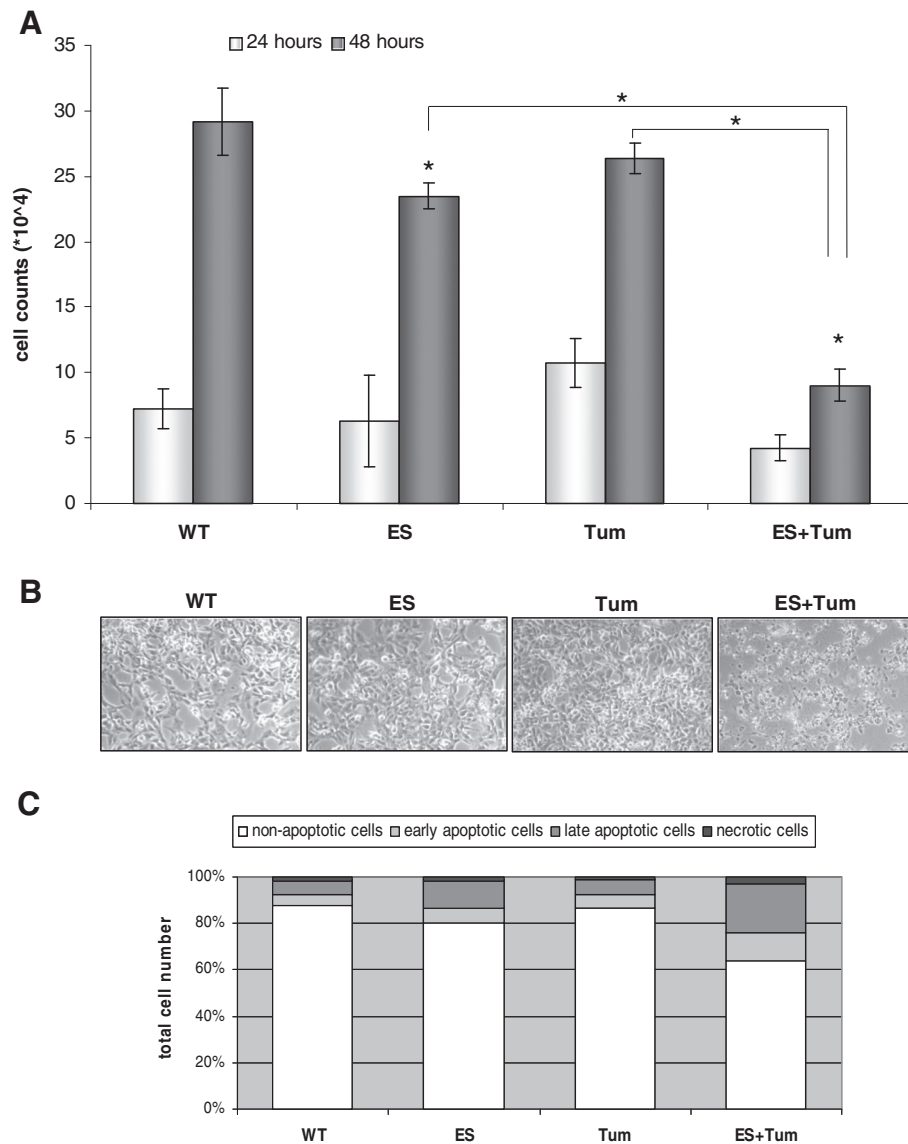 A
24 hours 48 hours
cell counts (*10^4)
35
30
25
20
15
10
5
0
*
*
*
*
WT ES Tum ES+Tum
B
WT ES Tum ES+Tum
C
non-apoptotic cells early apoptotic cells late apoptotic cells necrotic cells
total cell number
100%
80%
60%
40%
20%
0%
WT ES Tum ES+Tum